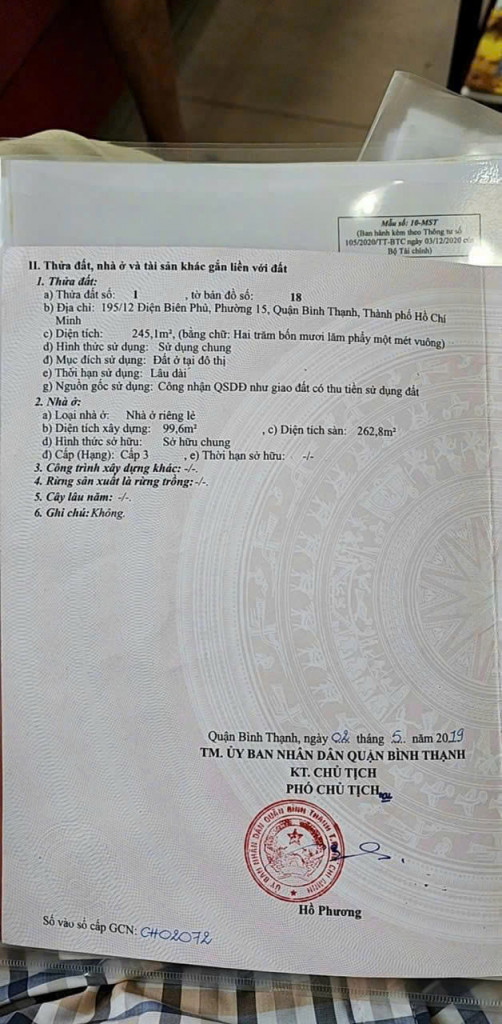 Mẫu số: 10-MST
(Ban hành kèm theo Thông tư số
105/2020/TT-BTC ngày 03/12/2020 của
Bộ Tài chính)
II. Thửa đất, nhà ở và tài sản khác gắn liền với đất
1. Thửa đất:
a) Thửa đất số: 1 , tờ bản đồ số: 18
b) Địa chỉ: 195/12 Điện Biên Phủ, Phường 15, Quận Bình Thạnh, Thành phố Hồ Chí
Minh
c) Diện tích: 245,1m², (bằng chữ: Hai trăm bốn mươi lăm phẩy một mét vuông)
d) Hình thức sử dụng: Sử dụng chung
đ) Mục đích sử dụng: Đất ở tại đô thị
e) Thời hạn sử dụng: Lâu dài
g) Nguồn gốc sử dụng: Công nhận QSDĐ như giao đất có thu tiền sử dụng đất
2. Nhà ở:
a) Loại nhà ở: Nhà ở riêng lẻ
b) Diện tích xây dựng: 99,6m² , c) Diện tích sàn: 262,8m²
d) Hình thức sở hữu: Sở hữu chung
đ) Cấp (Hạng): Cấp 3 , e) Thời hạn sở hữu: -/-
3. Công trình xây dựng khác: -/-.
4. Rừng sản xuất là rừng trồng: -/-.
5. Cây lâu năm: -/-.
6. Ghi chú: Không.
Quận Bình Thạnh, ngày 02 tháng 5. năm 2019
TM. ỦY BAN NHÂN DÂN QUẬN BÌNH THẠNH
KT. CHỦ TỊCH
PHÓ CHỦ TỊCH
ỦY BAN NHÂN DÂN QUẬN BÌNH THẠNH T.P HỒ CHÍ MINH
Hồ Phương
Số vào sổ cấp GCN: CH02072